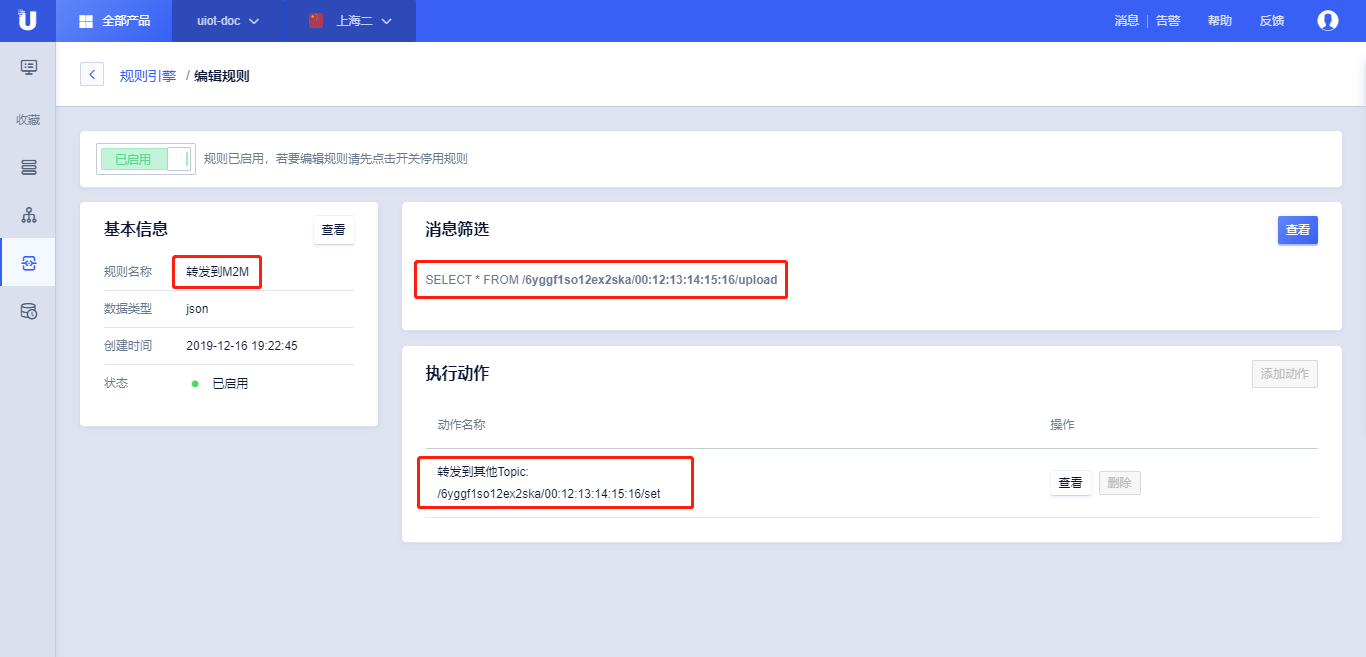 全部产品
uiot-doc
上海二
消息
告警
帮助
反馈
规则引擎 / 编辑规则
收藏
已启用
规则已启用，若要编辑规则请先点击开关停用规则
基本信息
查看
规则名称 转发到M2M
数据类型 json
创建时间 2019-12-16 19:22:45
状态 已启用
消息筛选
查看
SELECT * FROM /6yggf1so12ex2ska/00:12:13:14:15:16/upload
执行动作
添加动作
动作名称 操作
转发到其他Topic:
/6yggf1so12ex2ska/00:12:13:14:15:16/set
查看 删除